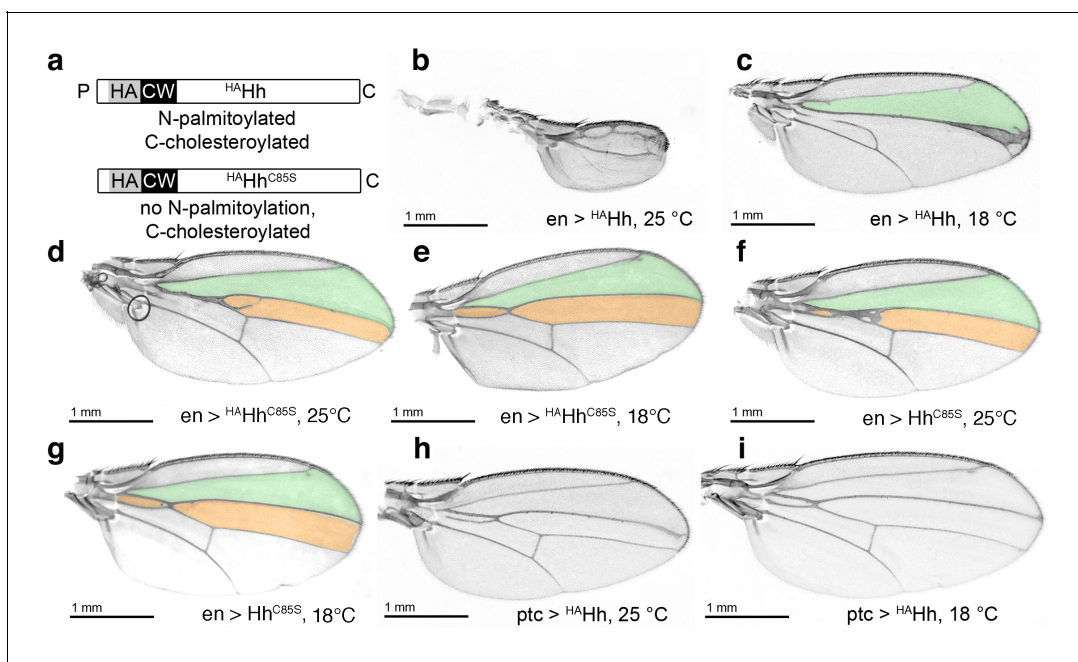 a
P HA CW ᴴᴬHh C
N-palmitoylated
C-cholesteroylated
HA CW ᴴᴬHhC85S C
no N-palmitoylation,
C-cholesteroylated
b
1 mm en > ᴴᴬHh, 25 °C
c
1 mm en > ᴴᴬHh, 18 °C
d
1 mm en > ᴴᴬHhC85S, 25°C
e
1 mm en > ᴴᴬHhC85S, 18°C
f
1 mm en > HhC85S, 25°C
g
1 mm en > HhC85S, 18°C
h
1 mm ptc > ᴴᴬHh, 25 °C
i
1 mm ptc > ᴴᴬHh, 18 °C